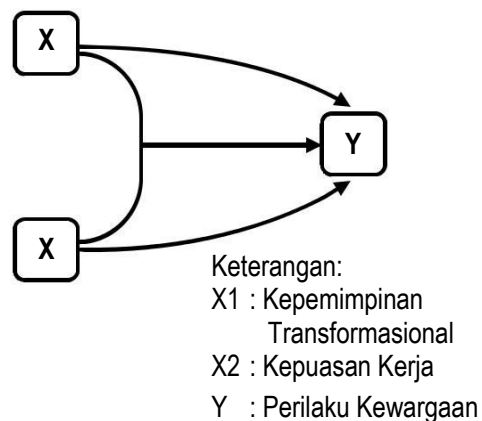 X
Y
X
Keterangan:
X1 : Kepemimpinan
Transformasional
X2 : Kepuasan Kerja
Y : Perilaku Kewargaan